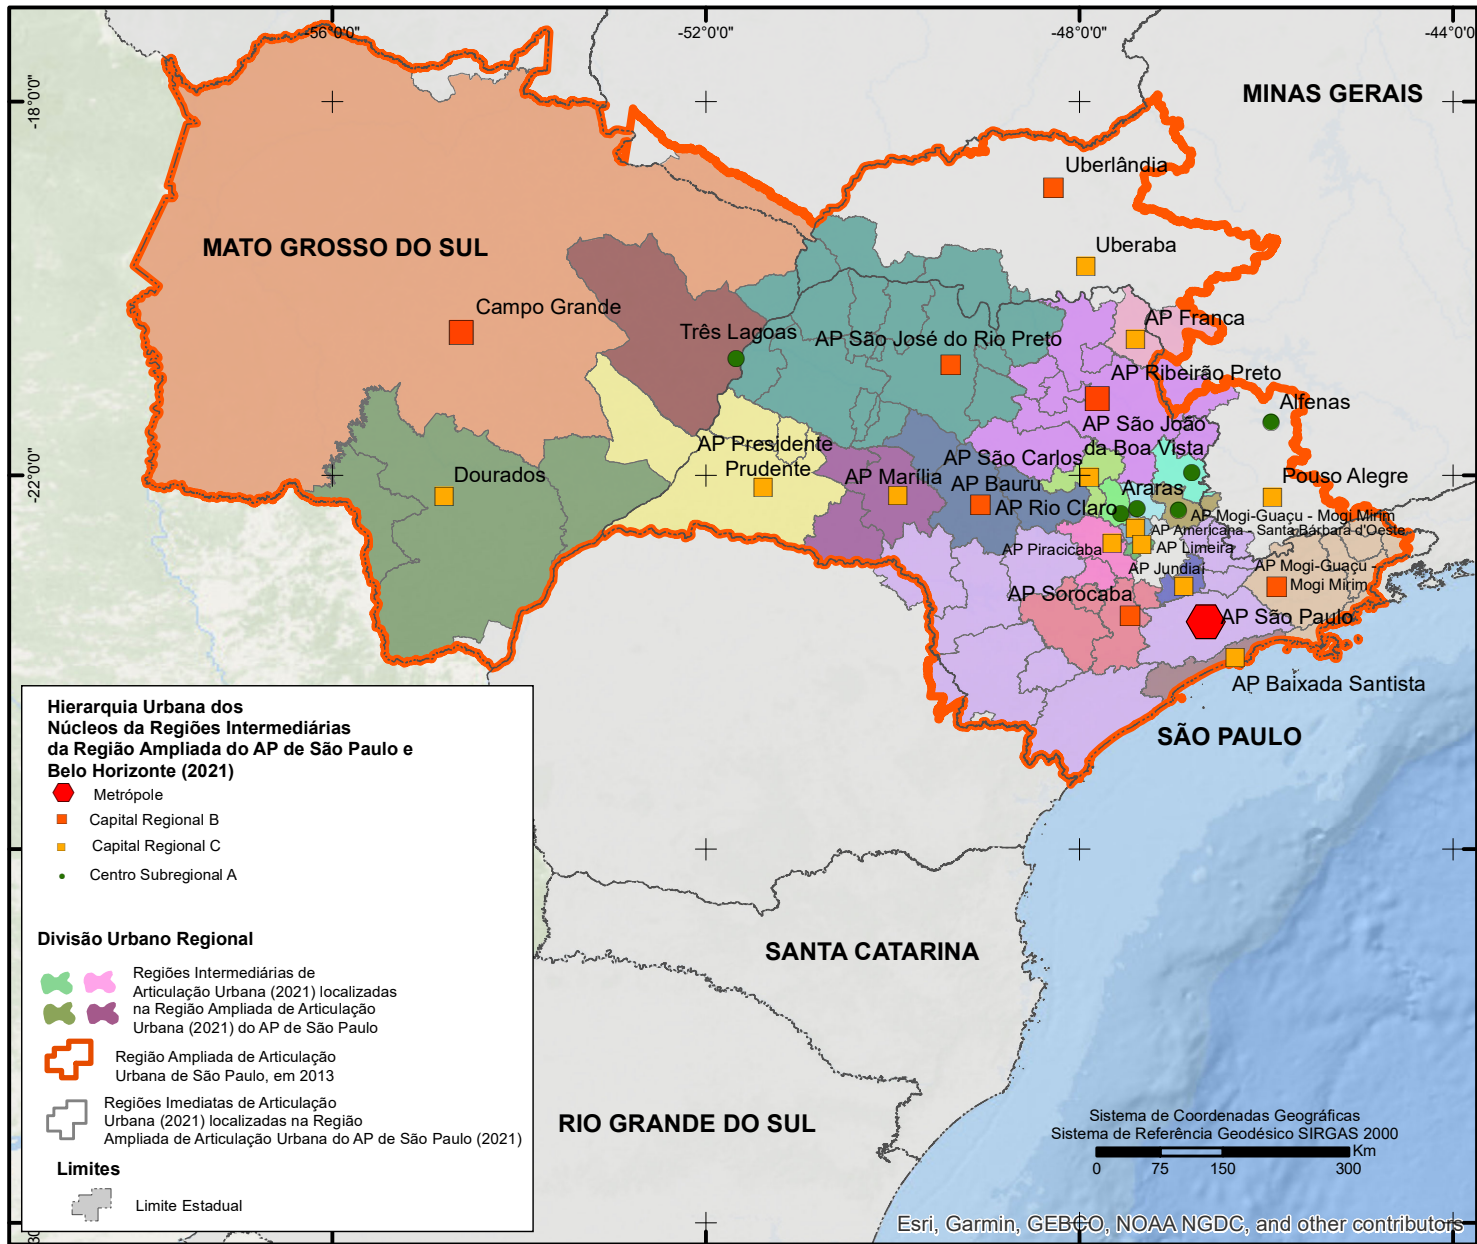 -56°0'0"
-52°0'0"
-48°0'0"
-44°0'0
-18°0'0"
-22°0'0"
MINAS GERAIS
Uberlândia
MATO GROSSO DO SUL
Uberaba
Campo Grande
AP Franca
Três Lagoas
AP São José do Rio Preto
AP Ribeirão Preto
Alfenas
AP São João
da Boa Vista
AP Presidente
Prudente
AP São Carlos
Dourados
AP Marília
AP Bauru
Araras
Pouso Alegre
AP Rio Claro
AP Mogi-Guaçu - Mogi Mirim
AP Americana - Santa Bárbara d'Oeste
AP Piracicaba
AP Limeira
AP Jundiaí
AP Mogi-Guaçu -
Mogi Mirim
AP Sorocaba
AP São Paulo
AP Baixada Santista
SÃO PAULO
SANTA CATARINA
RIO GRANDE DO SUL
Hierarquia Urbana dos
Núcleos da Regiões Intermediárias
da Região Ampliada do AP de São Paulo e
Belo Horizonte (2021)
Metrópole
Capital Regional B
Capital Regional C
Centro Subregional A
Divisão Urbano Regional
Regiões Intermediárias de
Articulação Urbana (2021) localizadas
na Região Ampliada de Articulação
Urbana (2021) do AP de São Paulo
Região Ampliada de Articulação
Urbana de São Paulo, em 2013
Regiões Imediatas de Articulação
Urbana (2021) localizadas na Região
Ampliada de Articulação Urbana do AP de São Paulo (2021)
Limites
Limite Estadual
Sistema de Coordenadas Geográficas
Sistema de Referência Geodésico SIRGAS 2000
Km
0 75 150 300
Esri, Garmin, GEBCO, NOAA NGDC, and other contributors